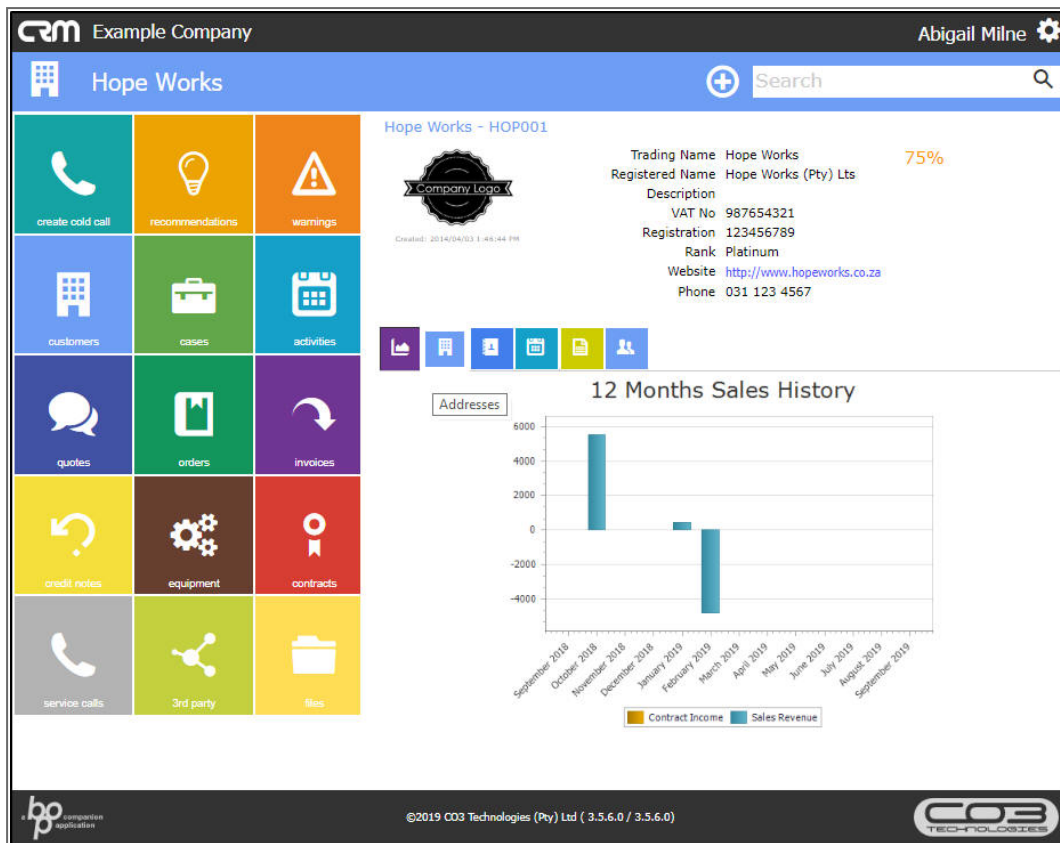 CRM Example Company
Abigail Milne
Hope Works
Search
create cold call
recommendations
warnings
customers
cases
activities
quotes
orders
invoices
credit notes
equipment
contracts
service calls
3rd party
files
Hope Works - HOP001
Company Logo
Created: 2014/04/03 1:46:44 PM
Trading Name Hope Works
75%
Registered Name Hope Works (Pty) Lts
Description
VAT No 987654321
Registration 123456789
Rank Platinum
Website http://www.hopeworks.co.za
Phone 031 123 4567
Addresses
12 Months Sales History
6000
4000
2000
0
-2000
-4000
September 2018
October 2018
November 2018
December 2018
January 2019
February 2019
March 2019
April 2019
May 2019
June 2019
July 2019
August 2019
September 2019
Contract Income
Sales Revenue
a bpo companion application
©2019 CO3 Technologies (Pty) Ltd ( 3.5.6.0 / 3.5.6.0)
CO3
TECHNOLOGIES